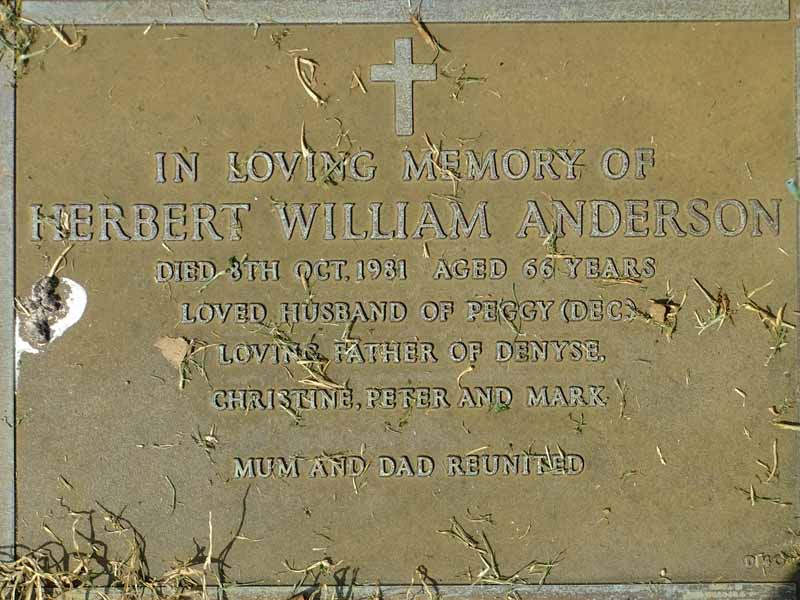 IN LOVING MEMORY OF
HERBERT WILLIAM ANDERSON
DIED 8TH OCT, 1981 AGED 66 YEARS
LOVED HUSBAND OF PEGGY (DEC)
LOVING FATHER OF DENYSE,
CHRISTINE, PETER AND MARK
MUM AND DAD REUNITED